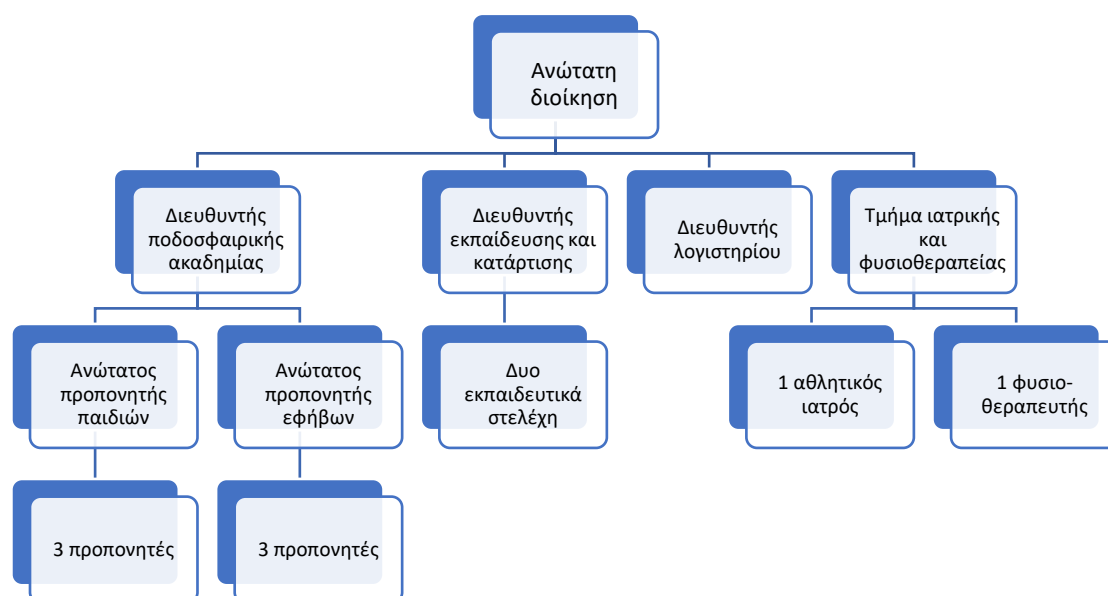 Ανώτατη
διοίκηση
Διευθυντής
ποδοσφαιρικής
ακαδημίας
Διευθυντής
εκπαίδευσης και
κατάρτισης
Διευθυντής
λογιστηρίου
Τμήμα ιατρικής
και
φυσιοθεραπείας
Ανώτατος
προπονητής
παιδιών
Ανώτατος
προπονητής
εφήβων
Δυο
εκπαιδευτικά
στελέχη
1 αθλητικός
ιατρός
1 φυσιο-
θεραπευτής
3 προπονητές
3 προπονητές